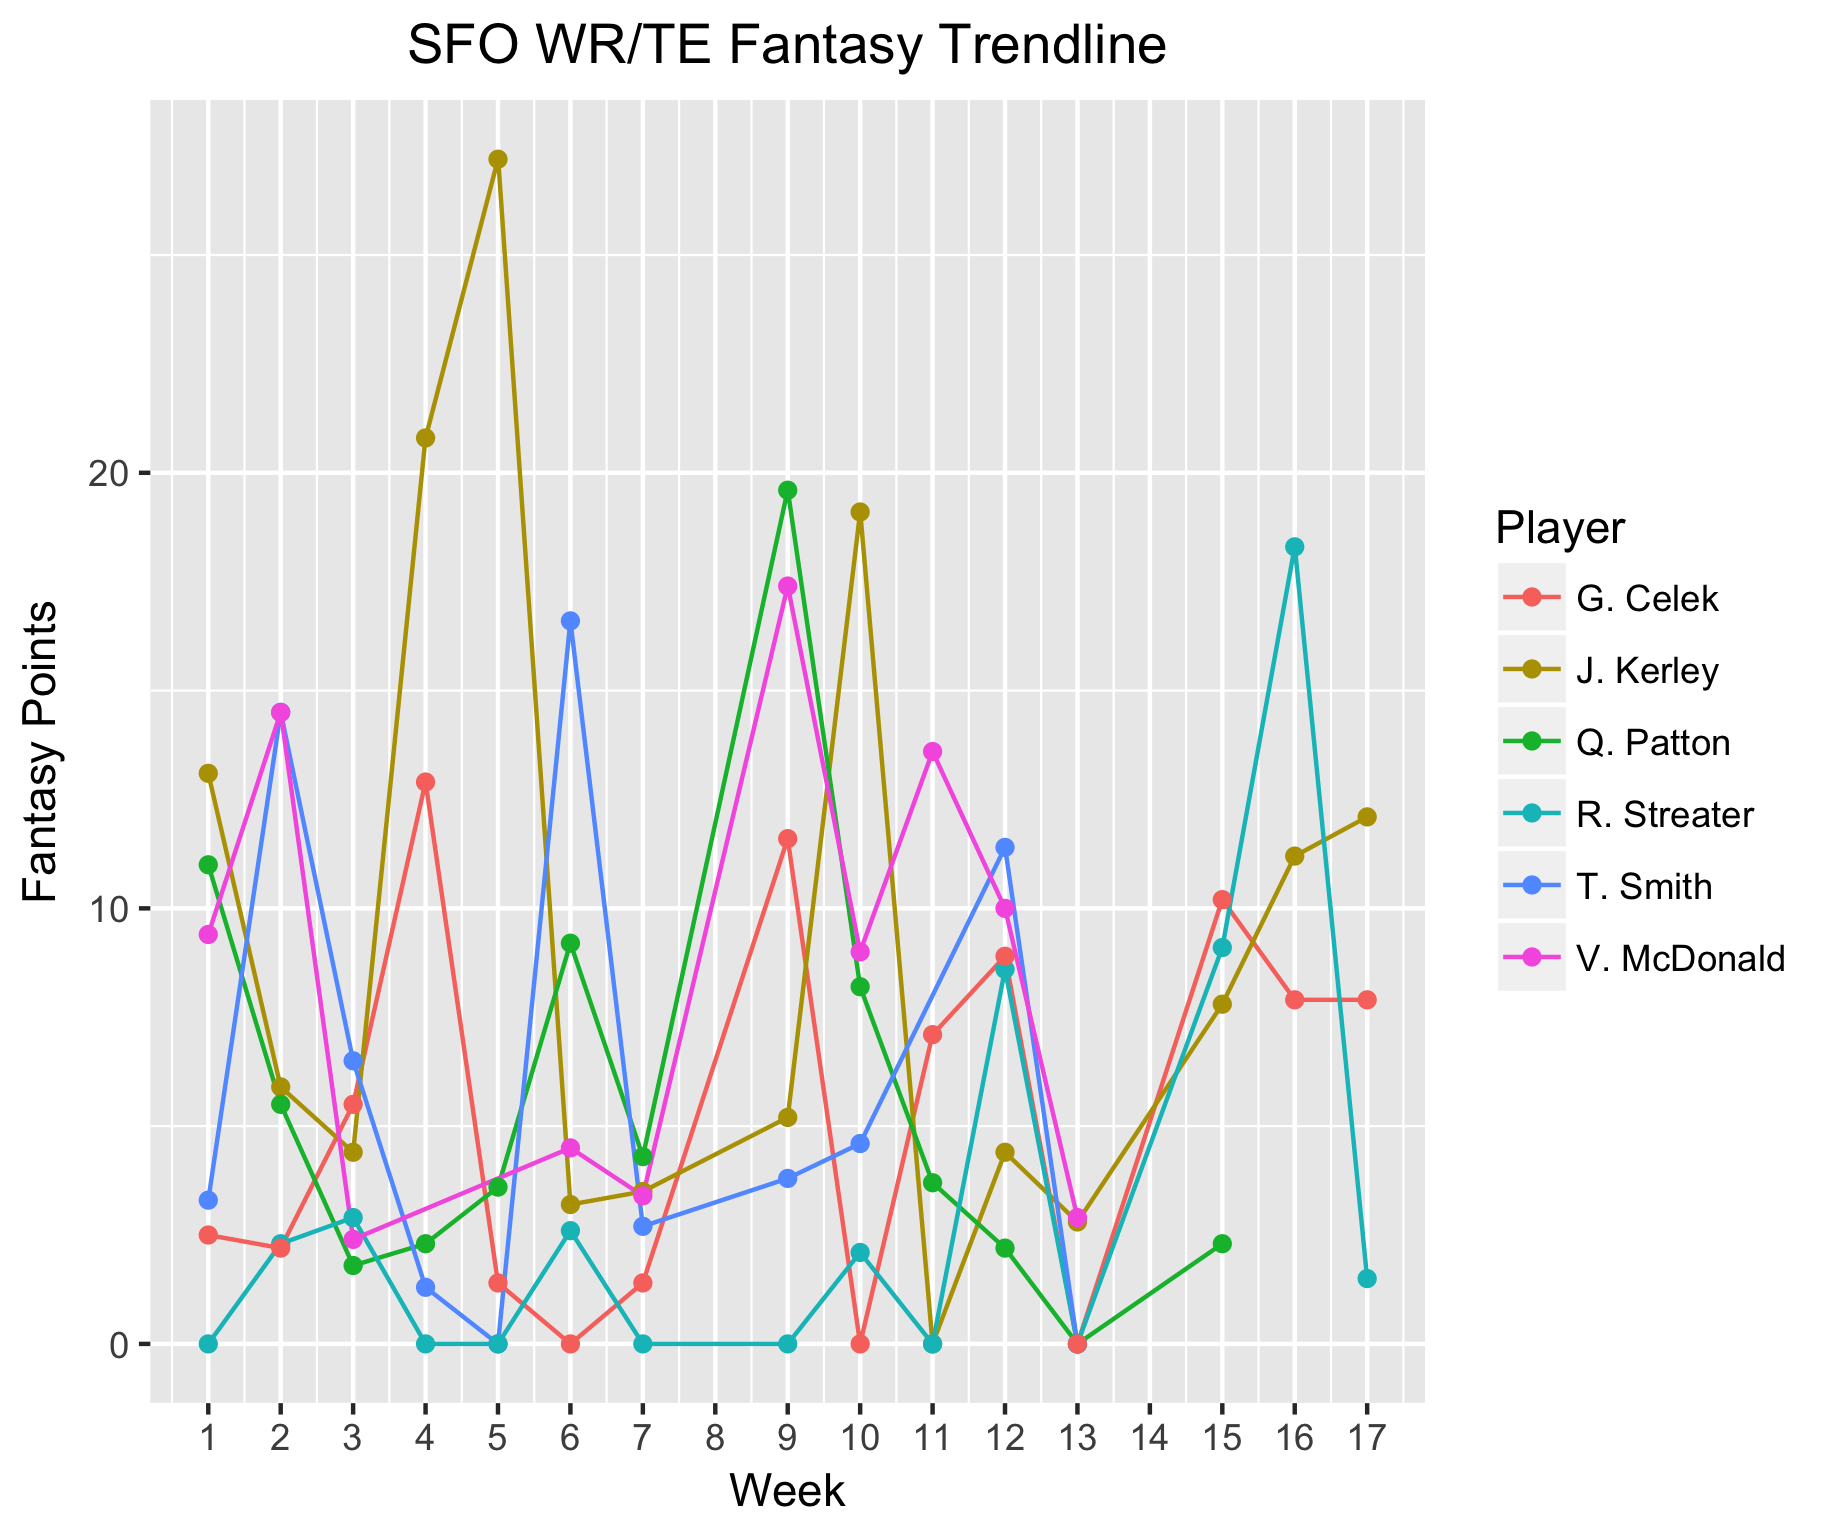 SFO WR/TE Fantasy Trendline
Fantasy Points
20
10
0
1 2 3 4 5 6 7 8 9 10 11 12 13 14 15 16 17
Week
Player
G. Celek
J. Kerley
Q. Patton
R. Streater
T. Smith
V. McDonald